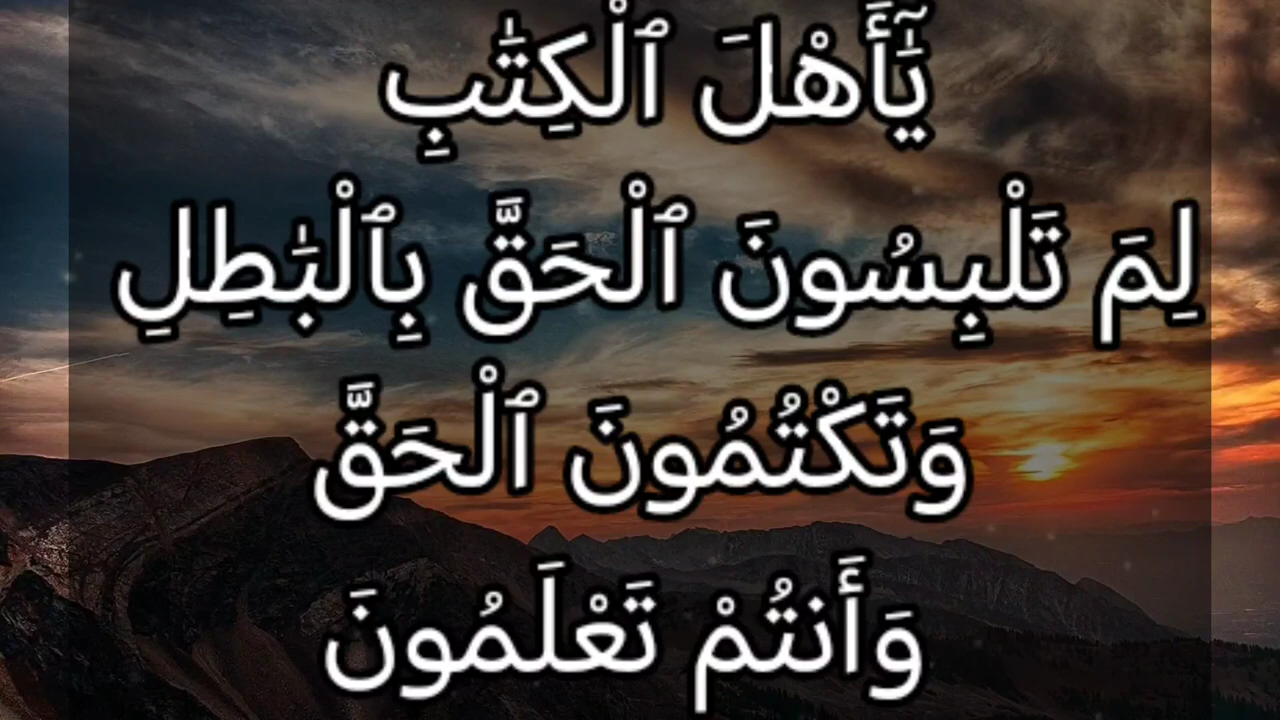 يَٰٓأَهْلَ ٱلْكِتَٰبِ
لِمَ تَلْبِسُونَ ٱلْحَقَّ بِٱلْبَٰطِلِ
وَتَكْتُمُونَ ٱلْحَقَّ
وَأَنتُمْ تَعْلَمُونَ